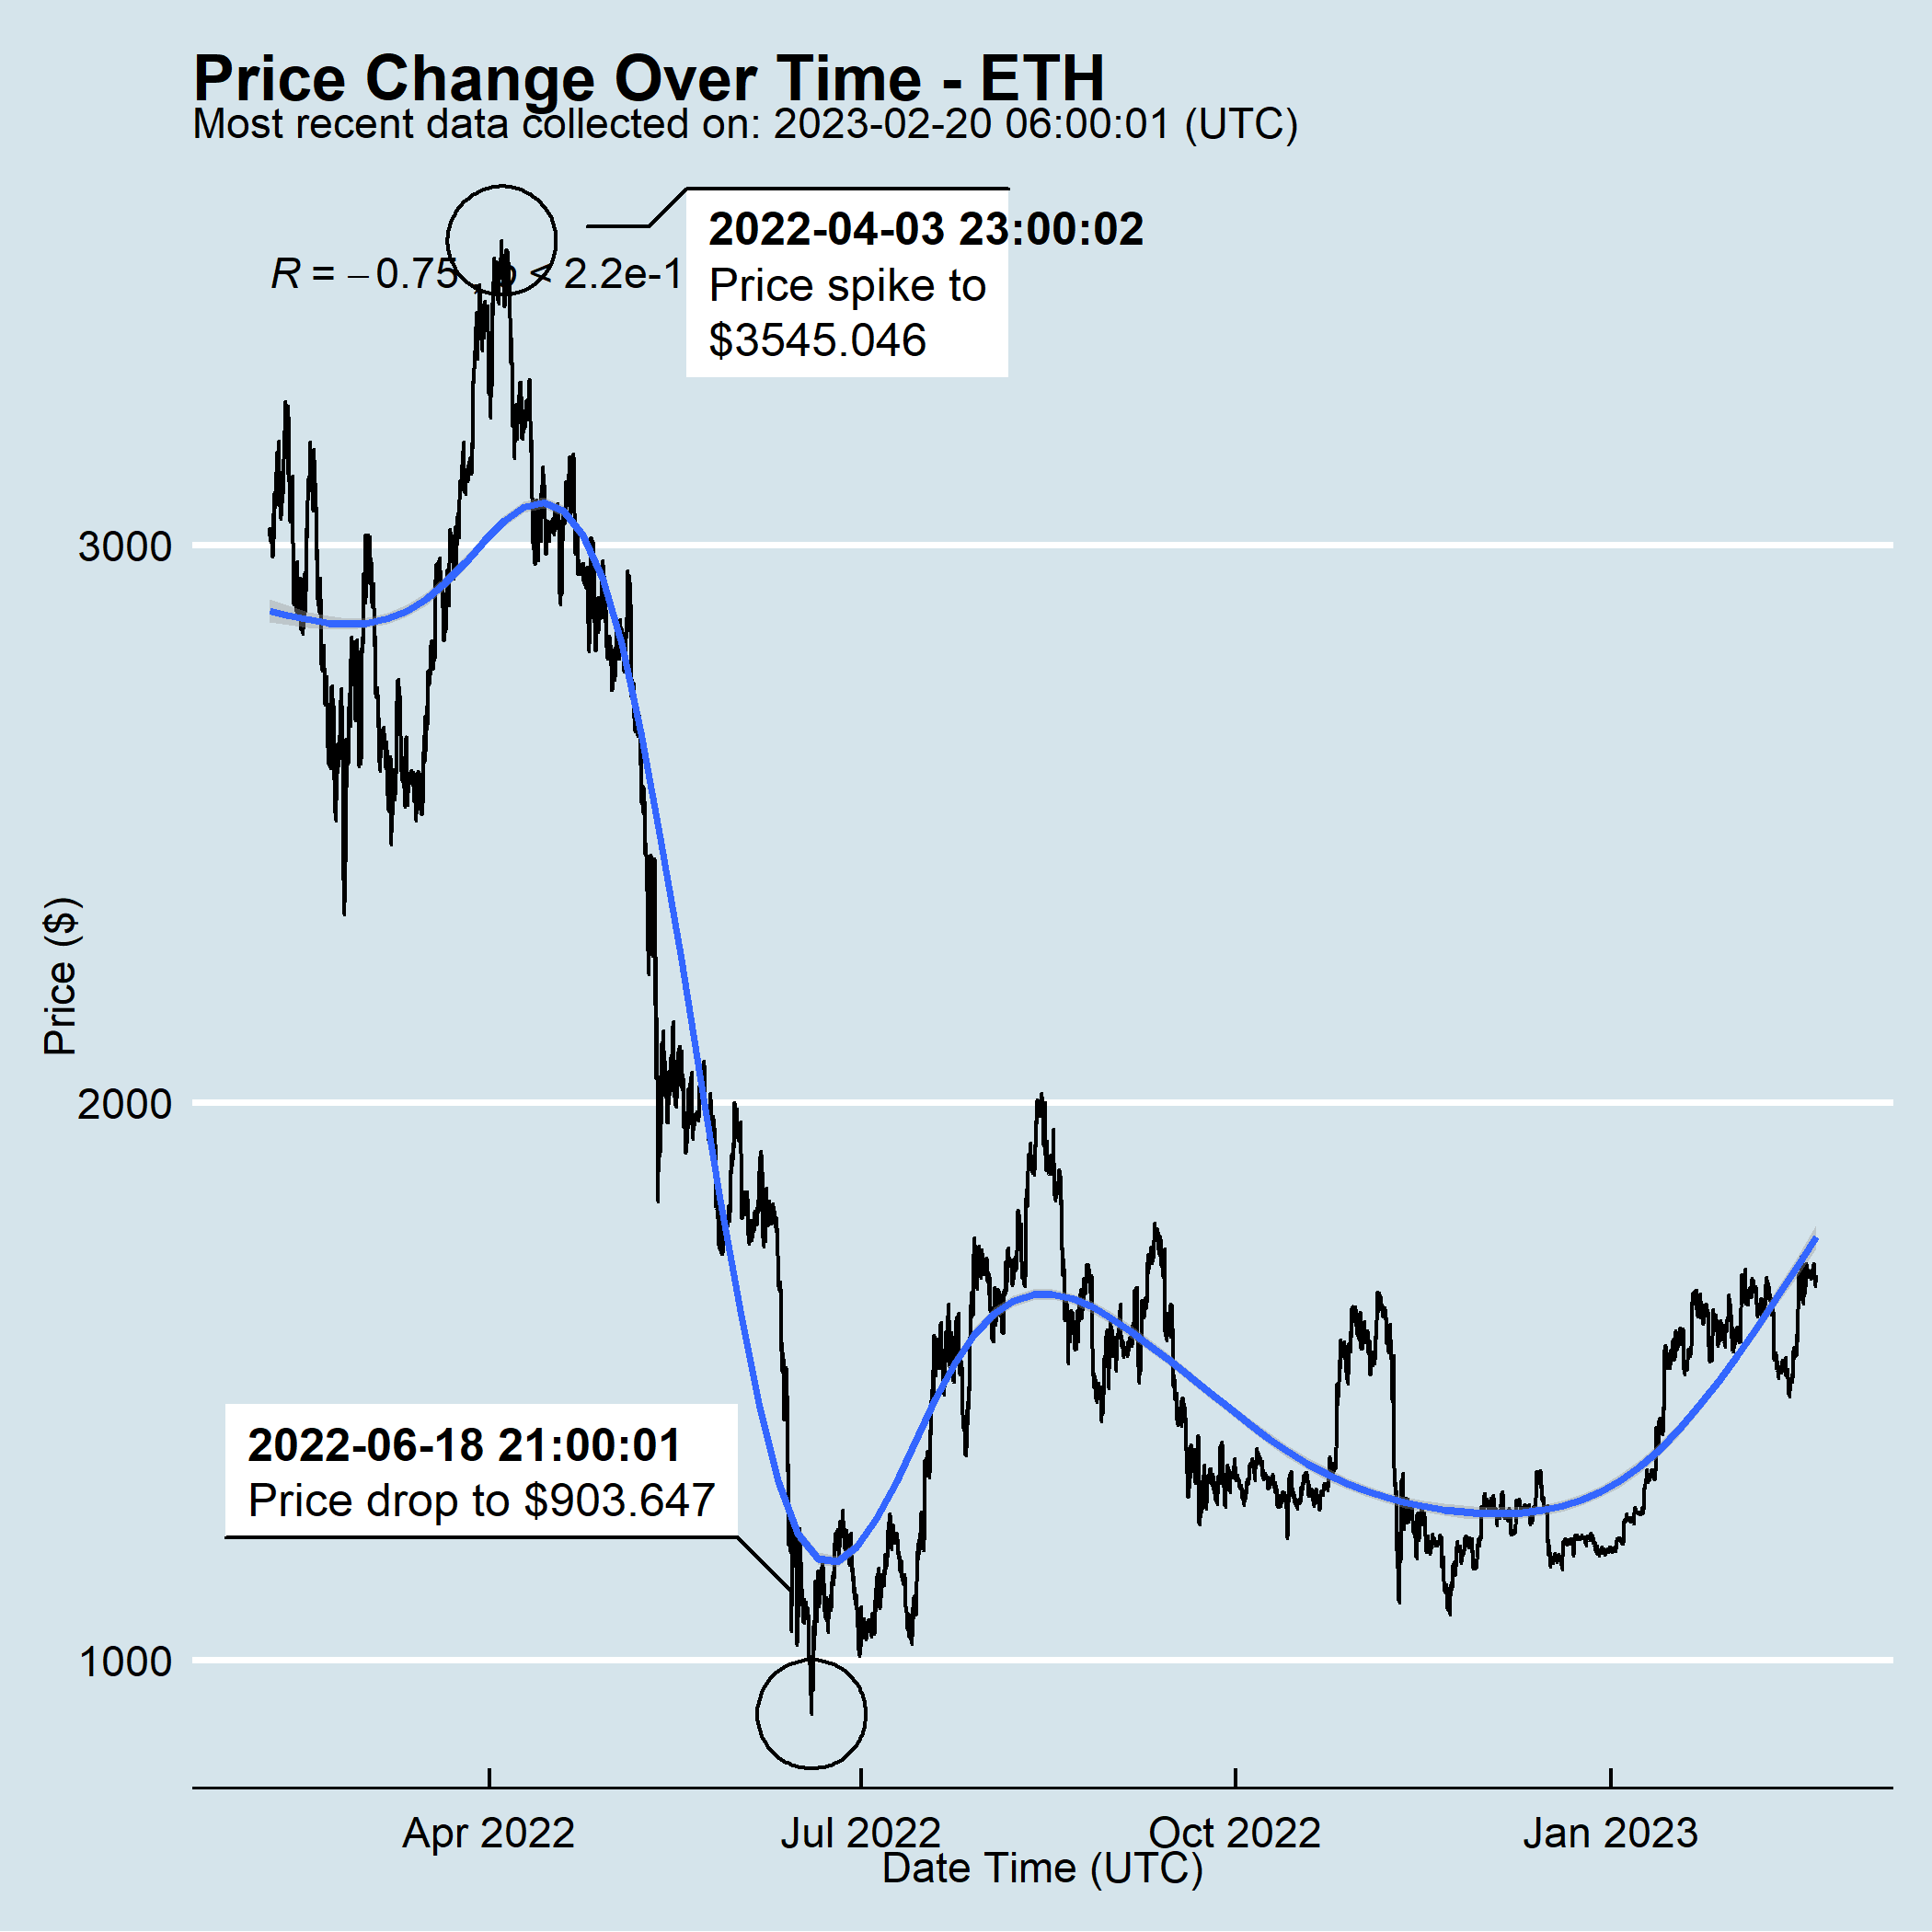 Price Change Over Time - ETH
Most recent data collected on: 2023-02-20 06:00:01 (UTC)
2022-04-03 23:00:02
Price spike to
$3545.046
R = −0.75 p < 2.2e-1
3000
Price ($)
2000
2022-06-18 21:00:01
Price drop to $903.647
1000
Apr 2022 Jul 2022 Oct 2022 Jan 2023
Date Time (UTC)